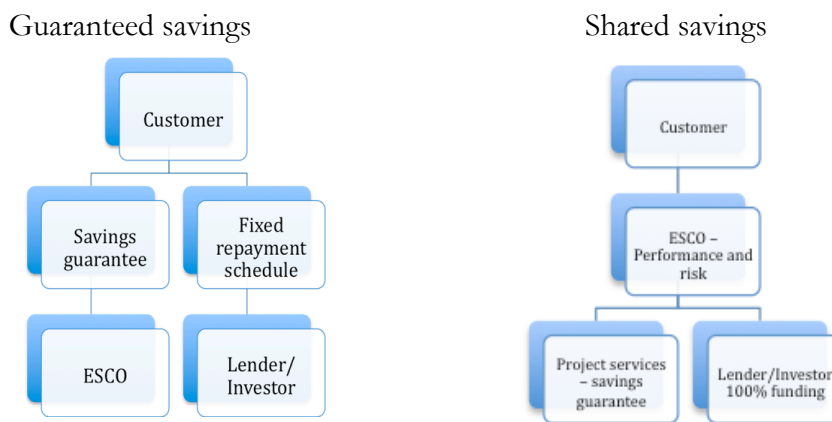 Guaranteed savings
Shared savings
Customer
Savings
guarantee
Fixed
repayment
schedule
ESCO
Lender/
Investor
Customer
ESCO –
Performance and
risk
Project services
– savings
guarantee
Lender/Investor
100% funding